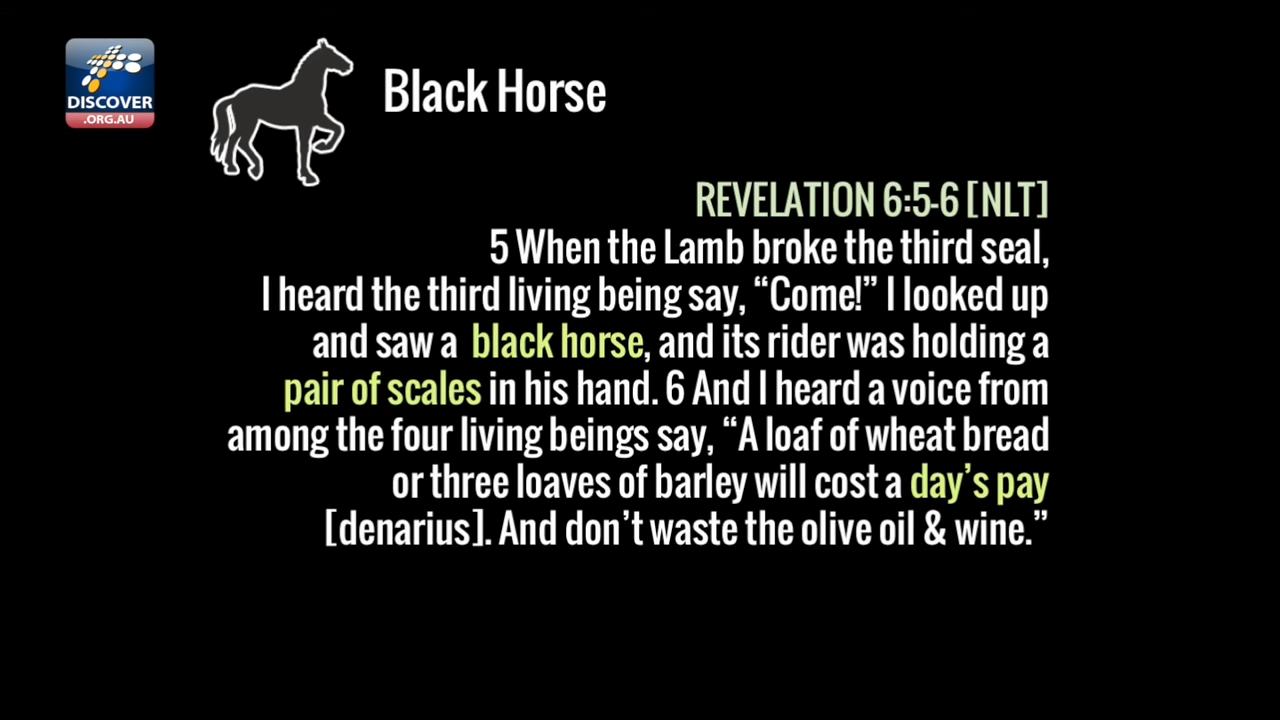 DISCOVER
.ORG.AU
Black Horse
REVELATION 6:5-6 [NLT]
5 When the Lamb broke the third seal,
I heard the third living being say, “Come!” I looked up
and saw a black horse, and its rider was holding a
pair of scales in his hand. 6 And I heard a voice from
among the four living beings say, “A loaf of wheat bread
or three loaves of barley will cost a day’s pay
[denarius]. And don’t waste the olive oil & wine.”